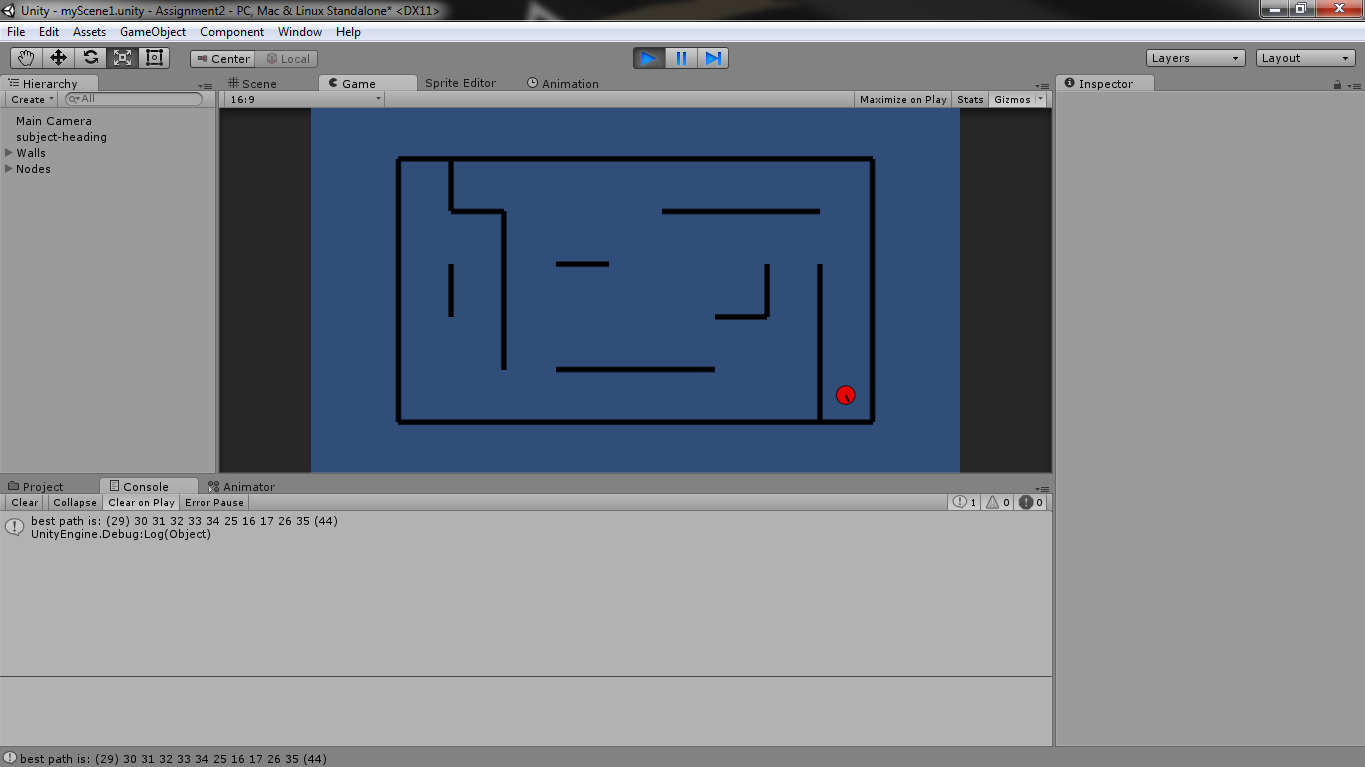 Unity - myScene1.unity - Assignment2 - PC, Mac & Linux Standalone* <DX11>
File Edit Assets GameObject Component Window Help
Center Local Layers Layout
Hierarchy Scene Game Sprite Editor Animation Inspector
Create All 16:9 Maximize on Play Stats Gizmos
Main Camera
subject-heading
Walls
Nodes
Project Console Animator
Clear Collapse Clear on Play Error Pause 1 0 0
best path is: (29) 30 31 32 33 34 25 16 17 26 35 (44)
UnityEngine.Debug:Log(Object)
best path is: (29) 30 31 32 33 34 25 16 17 26 35 (44)